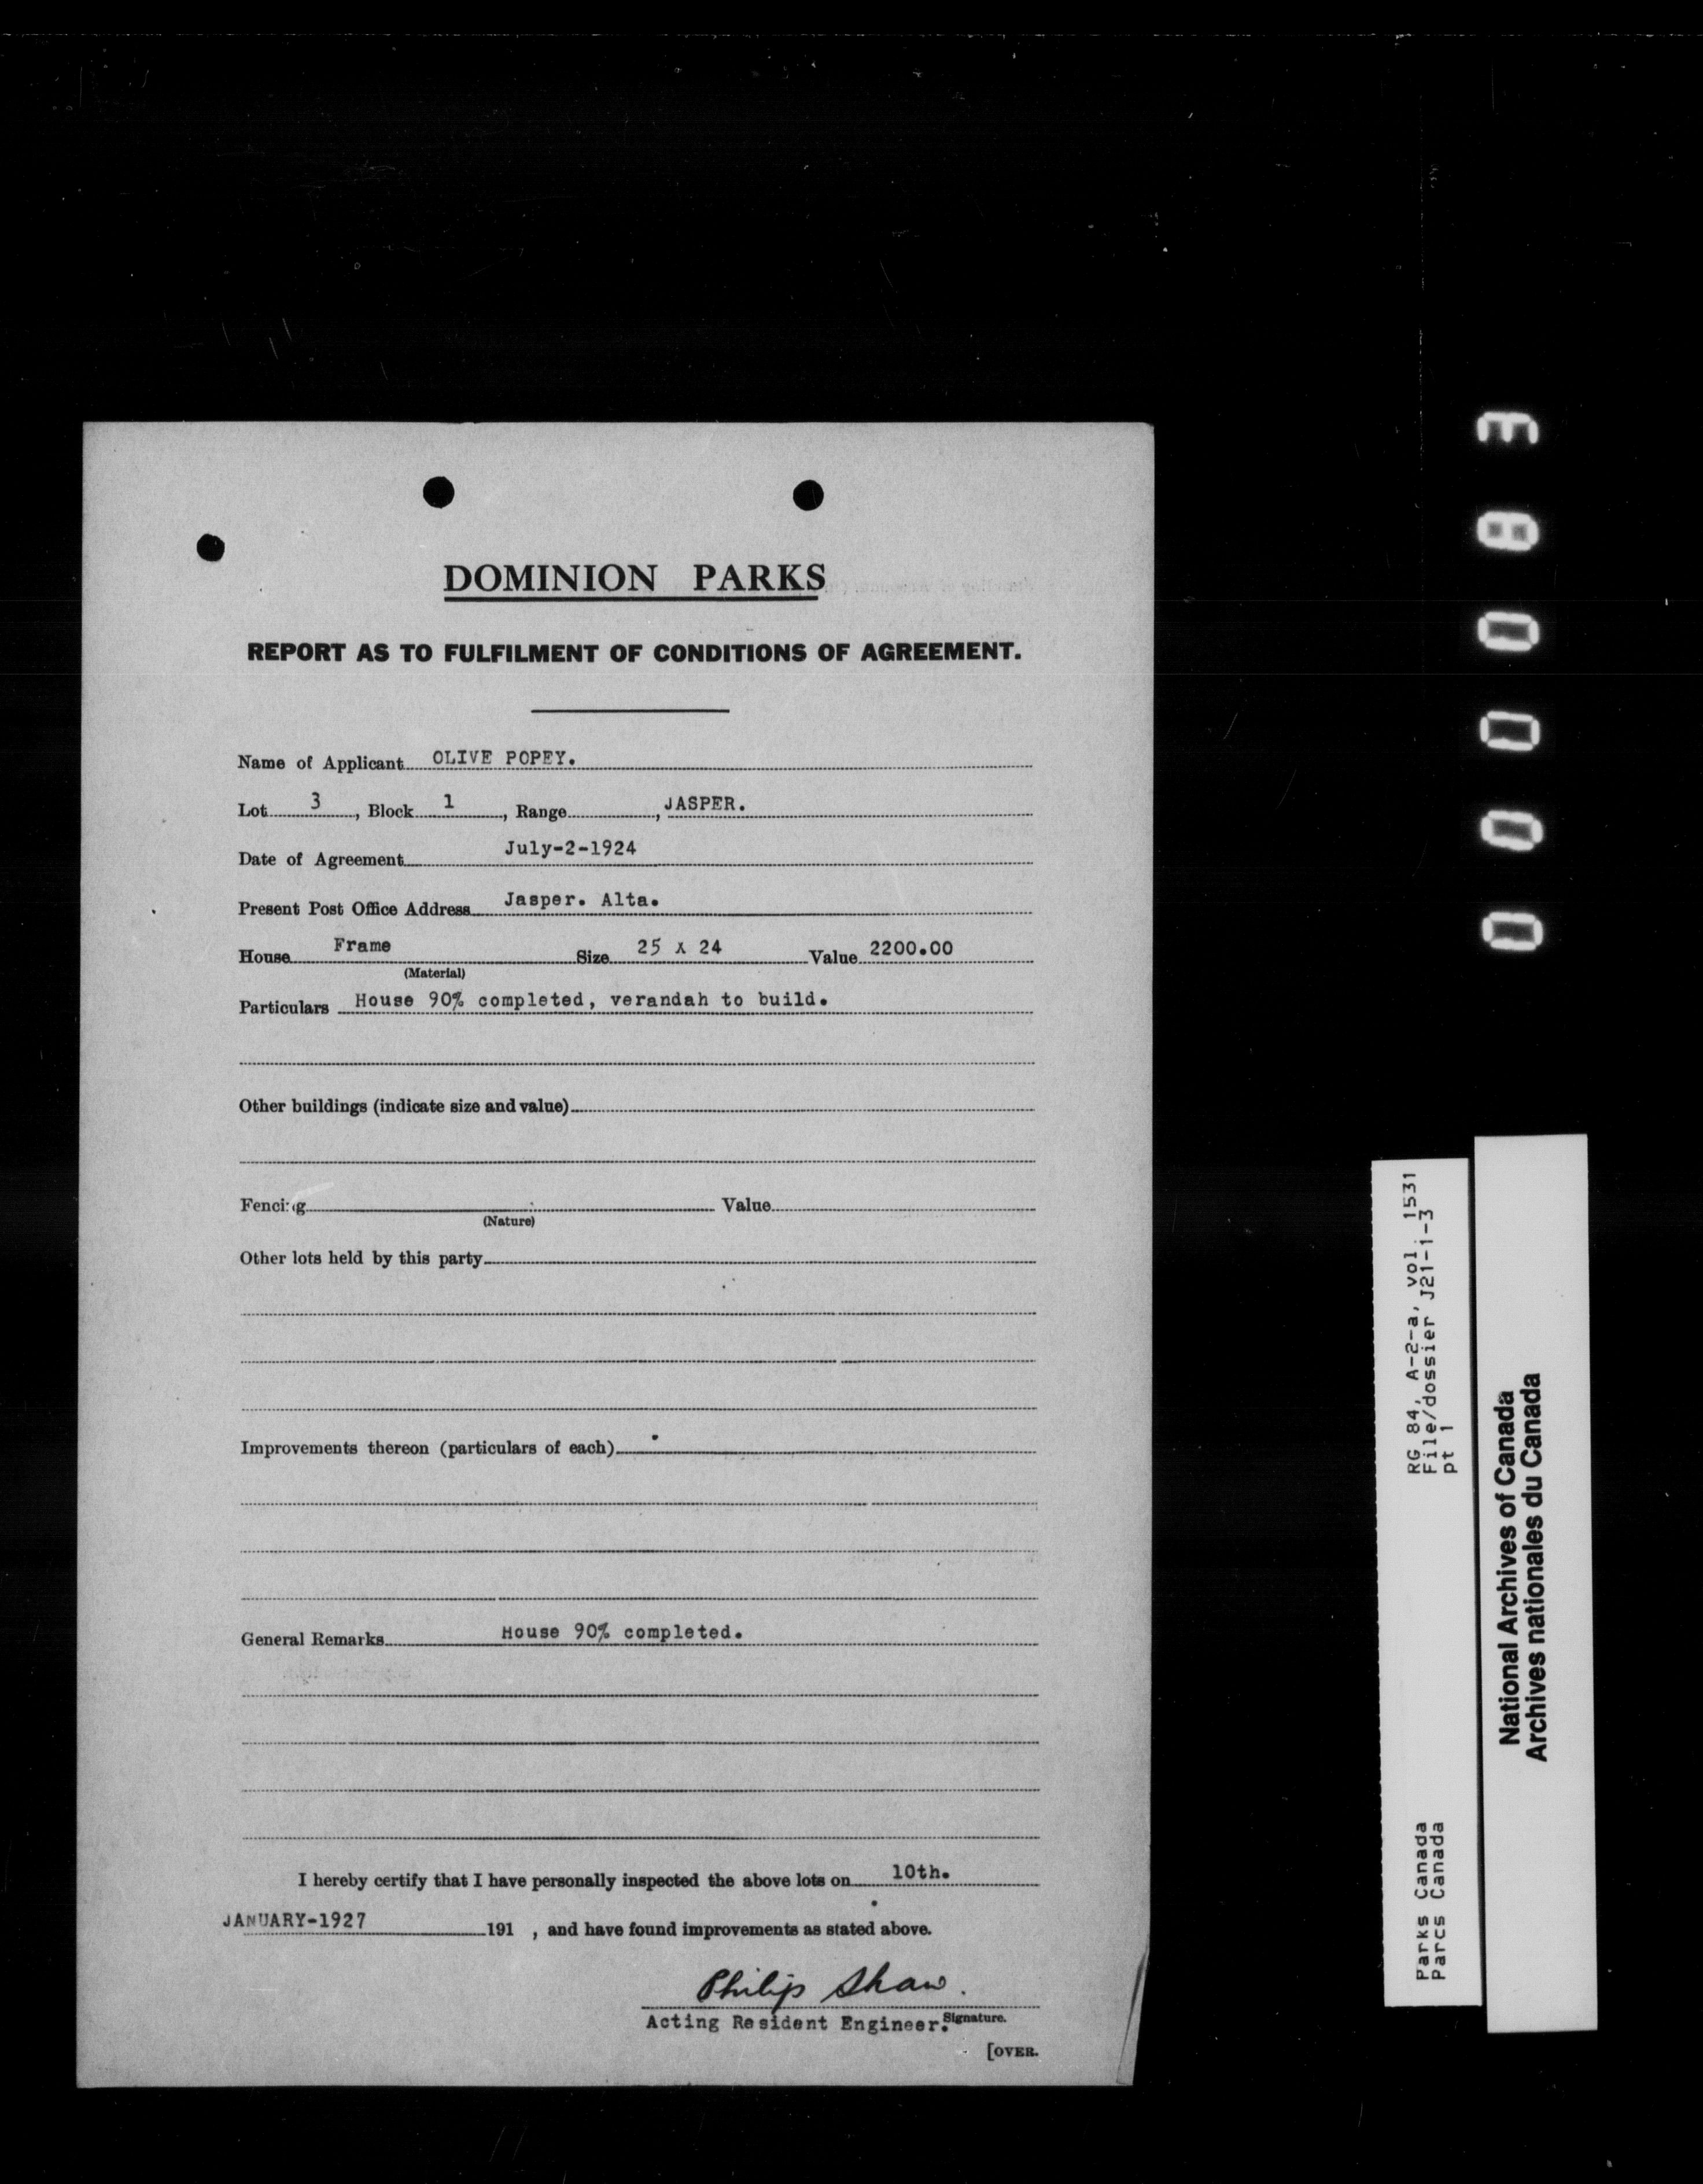 DOMINION PARKS
REPORT AS TO FULFILMENT OF CONDITIONS OF AGREEMENT.
Name of Applicant OLIVE POPEY.
Lot 3 , Block 1 , Range , JASPER.
Date of Agreement July-2-1924
Present Post Office Address Jasper. Alta.
House Frame Size 25 x 24 Value 2200.00
(Material)
Particulars House 90% completed, verandah to build.
Other buildings (indicate size and value)
Fencing Value
(Nature)
Other lots held by this party
Improvements thereon (particulars of each)
General Remarks House 90% completed.
I hereby certify that I have personally inspected the above lots on 10th.
JANUARY-1927 191 , and have found improvements as stated above.
Philip Shaw.
Acting Resident Engineer. Signature.
[OVER.
000083
RG 84, A-2-a, vol. 1531
File/dossier J21-1-3
pt 1
Parks Canada
Parcs Canada
National Archives of Canada
Archives nationales du Canada